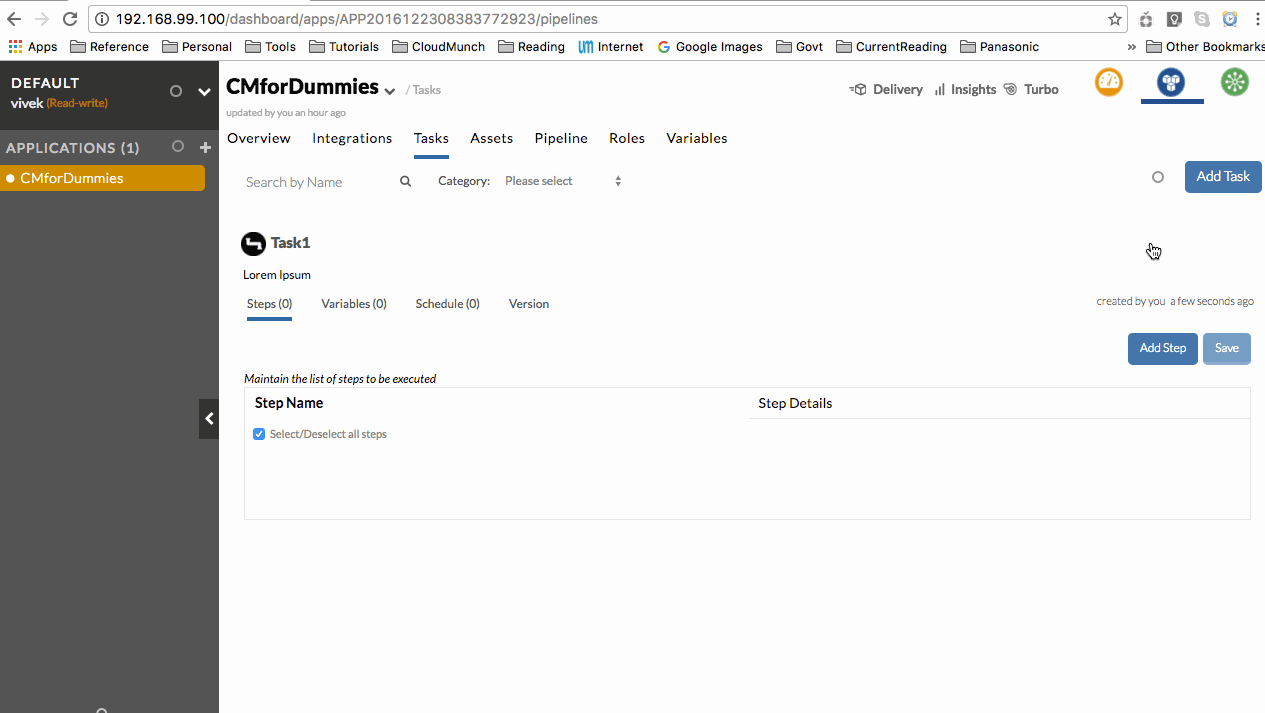 192.168.99.100/dashboard/apps/APP2016122308383772923/pipelines
Apps Reference Personal Tools Tutorials CloudMunch Reading Internet Google Images Govt CurrentReading Panasonic » Other Bookmarks
DEFAULT
vivek (Read-write)
APPLICATIONS (1)
CMforDummies
CMforDummies / Tasks
updated by you an hour ago
Delivery Insights Turbo
Overview Integrations Tasks Assets Pipeline Roles Variables
Search by Name Category: Please select
Add Task
Task1
Lorem Ipsum
Steps (0) Variables (0) Schedule (0) Version
created by you a few seconds ago
Add Step Save
Maintain the list of steps to be executed
Step Name Step Details
Select/Deselect all steps